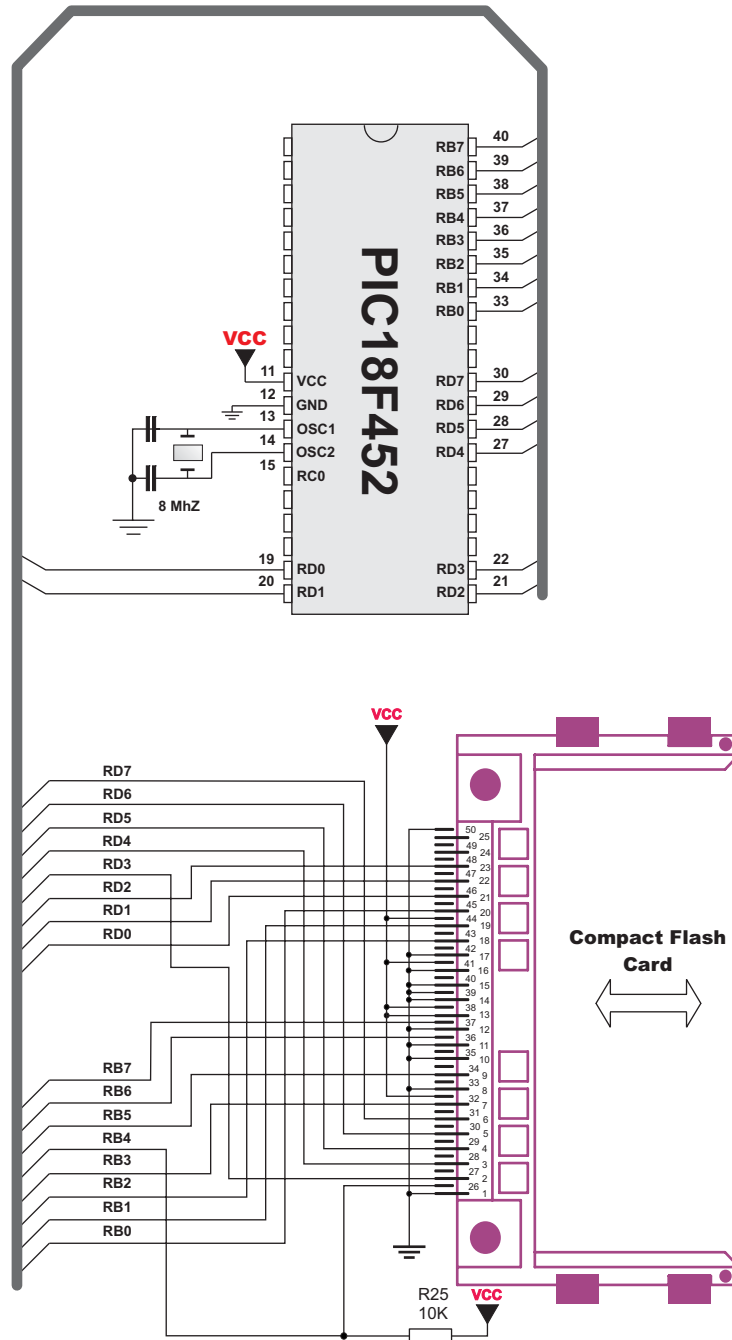 RB7 40
RB6 39
RB5 38
RB4 37
RB3 36
RB2 35
RB1 34
RB0 33
PIC18F452
VCC
11 VCC
12 GND
13 OSC1
14 OSC2
15 RC0
8 MhZ
RD7 30
RD6 29
RD5 28
RD4 27
19 RD0
20 RD1
RD3 22
RD2 21
VCC
RD7
RD6
RD5
RD4
RD3
RD2
RD1
RD0
RB7
RB6
RB5
RB4
RB3
RB2
RB1
RB0
50
25
49
24
48
23
47
22
46
21
45
20
44
19
43
18
42
17
41
16
40
15
39
14
38
13
37
12
36
11
35
10
34
9
33
8
32
7
31
6
30
5
29
4
28
3
27
2
26
1
Compact Flash
Card
R25
10K
VCC